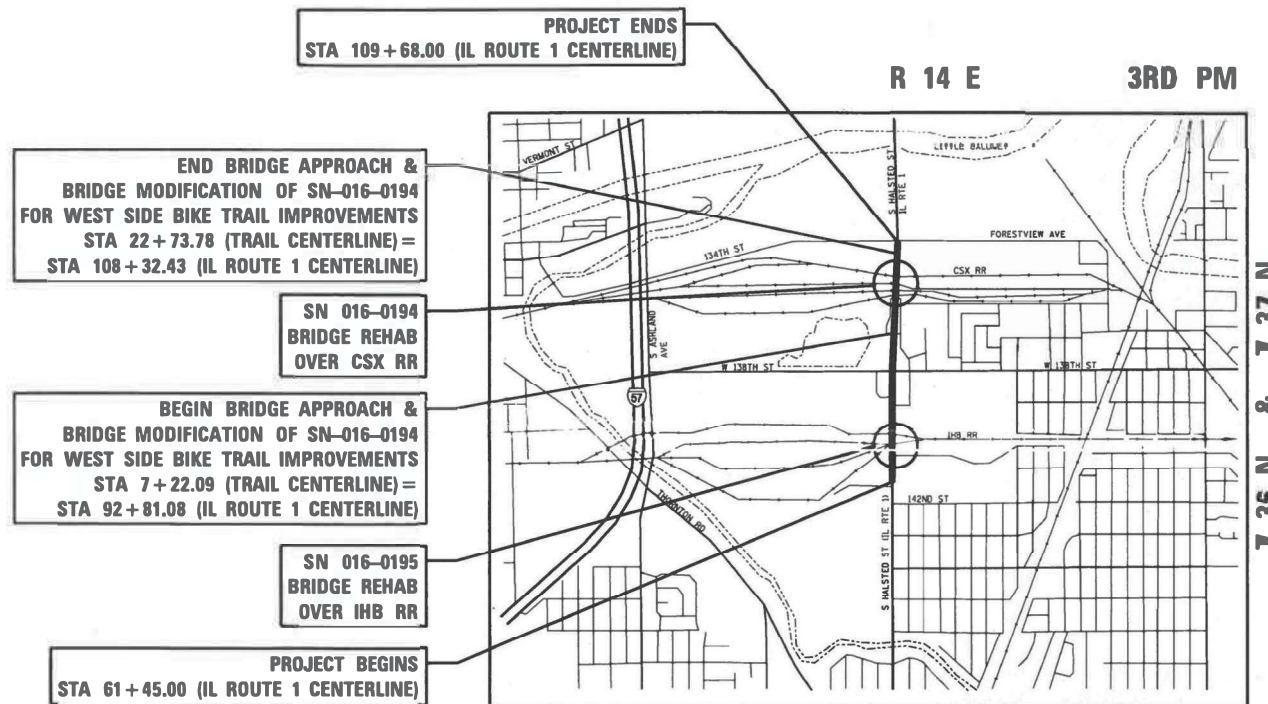 PROJECT ENDS
STA 109+68.00 (IL ROUTE 1 CENTERLINE)
R 14 E 3RD PM
END BRIDGE APPROACH &
BRIDGE MODIFICATION OF SN-016-0194
FOR WEST SIDE BIKE TRAIL IMPROVEMENTS
STA 22+73.78 (TRAIL CENTERLINE)=
STA 108+32.43 (IL ROUTE 1 CENTERLINE)
SN 016-0194
BRIDGE REHAB
OVER CSX RR
BEGIN BRIDGE APPROACH &
BRIDGE MODIFICATION OF SN-016-0194
FOR WEST SIDE BIKE TRAIL IMPROVEMENTS
STA 7+22.09 (TRAIL CENTERLINE)=
STA 92+81.08 (IL ROUTE 1 CENTERLINE)
SN 016-0195
BRIDGE REHAB
OVER IHB RR
PROJECT BEGINS
STA 61+45.00 (IL ROUTE 1 CENTERLINE)
VERMONT ST
LITTLE
S HALSTED ST
IL RTE 1
FORESTVIEW AVE
134TH ST
CSX RR
S ASHLAND
AVE
W 138TH ST
W 138TH ST
57
IHB RR
THORNTON RD
142ND ST
S HALSTED ST (IL RTE 1)
T 36 N & T 37 N